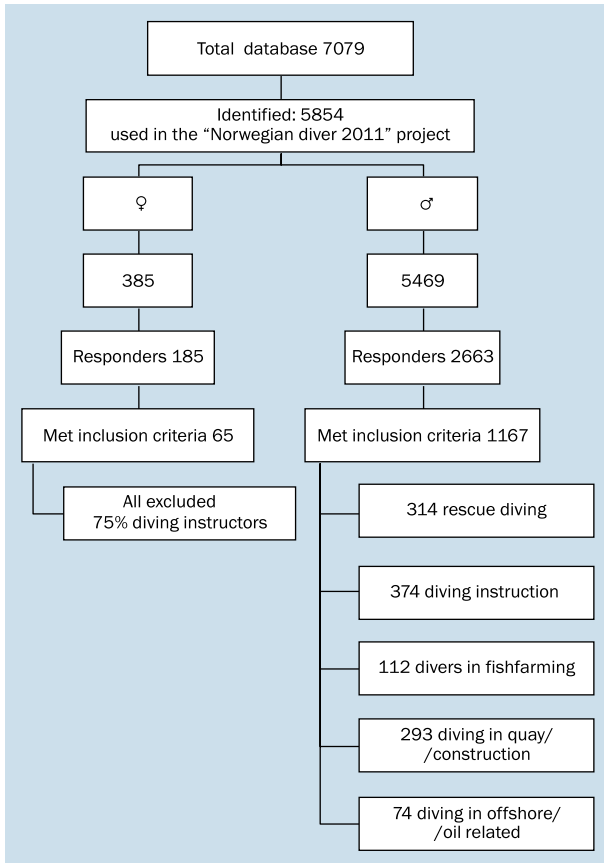 Total database 7079
Identified: 5854
used in the “Norwegian diver 2011” project
♀
♂
385
5469
Responders 185
Responders 2663
Met inclusion criteria 65
Met inclusion criteria 1167
All excluded
75% diving instructors
314 rescue diving
374 diving instruction
112 divers in fishfarming
293 diving in quay/
/construction
74 diving in offshore/
/oil related